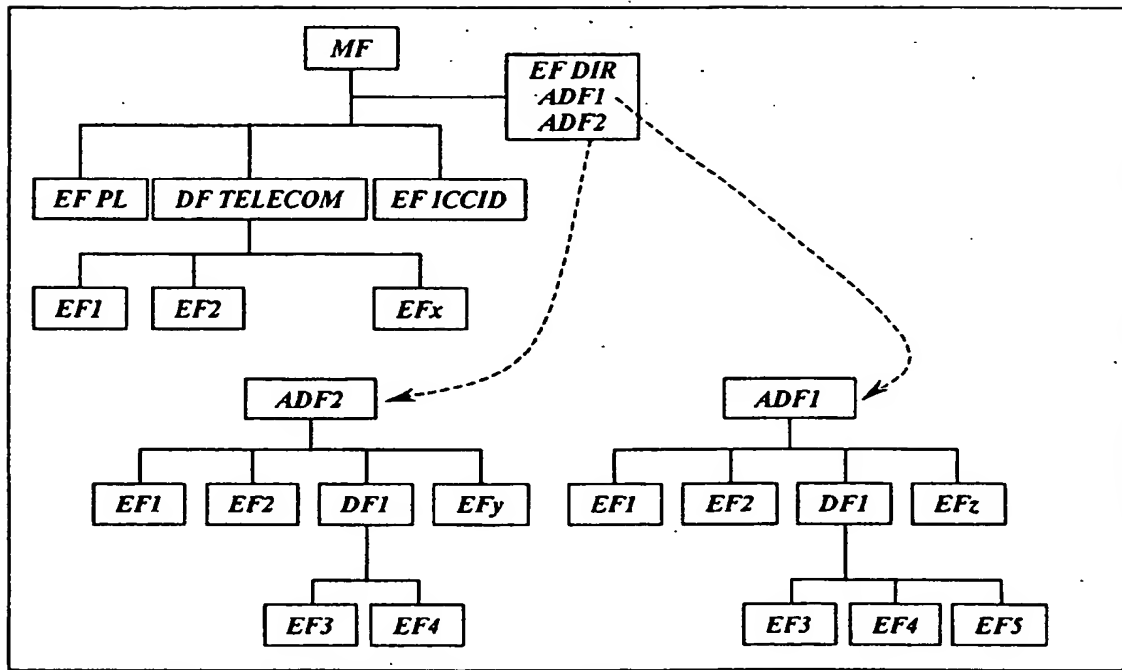 MF
EF DIR
ADF1
ADF2
EF PL
DF TELECOM
EF ICCID
EF1
EF2
EFx
ADF2
ADF1
EF1
EF2
DF1
EFy
EF1
EF2
DF1
EFz
EF3
EF4
EF3
EF4
EF5